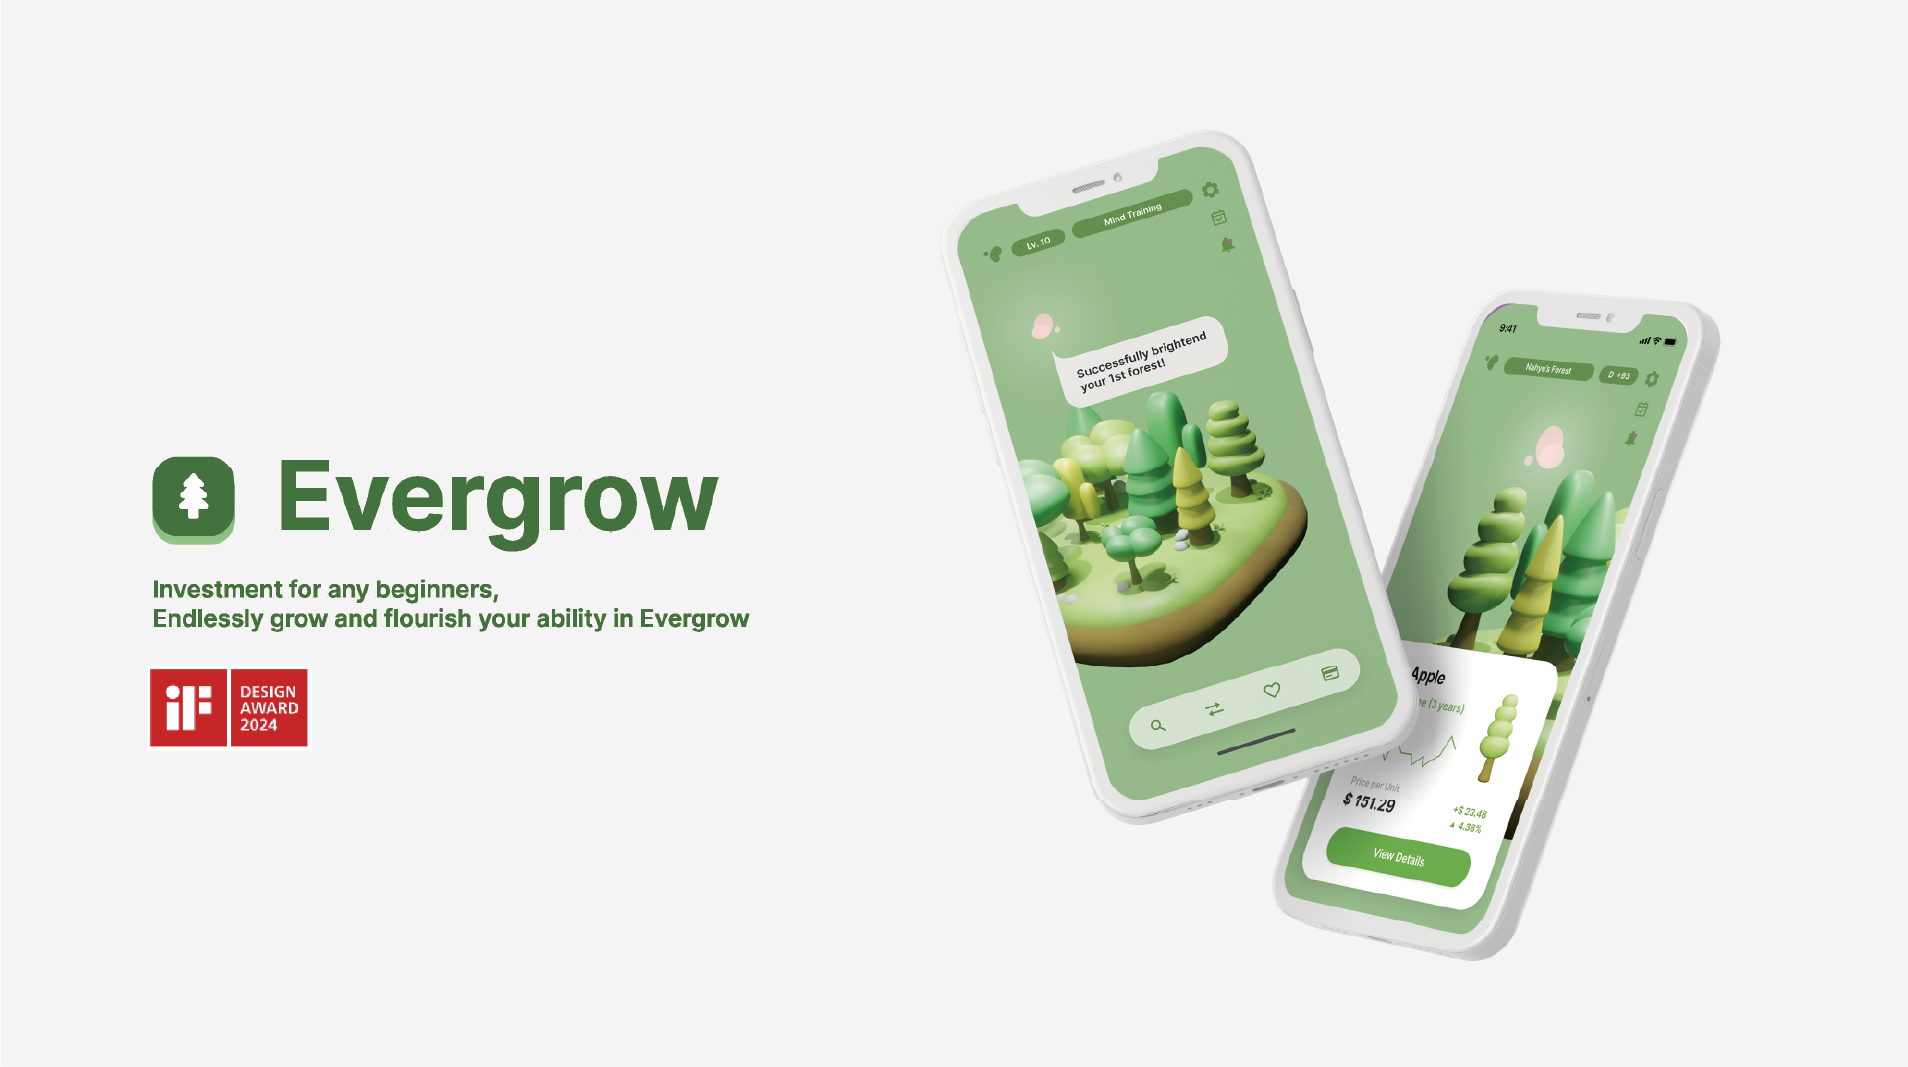 Evergrow
Investment for any beginners,
Endlessly grow and flourish your ability in Evergrow
iF
DESIGN
AWARD
2024
Lv. 10
Mind Training
Successfully brightend
your 1st forest!
9:41
Nahye's Forest
D +93
Apple
(3 years)
Price per Unit
$ 151.29
+$ 23.48
▲ 4.38%
View Details